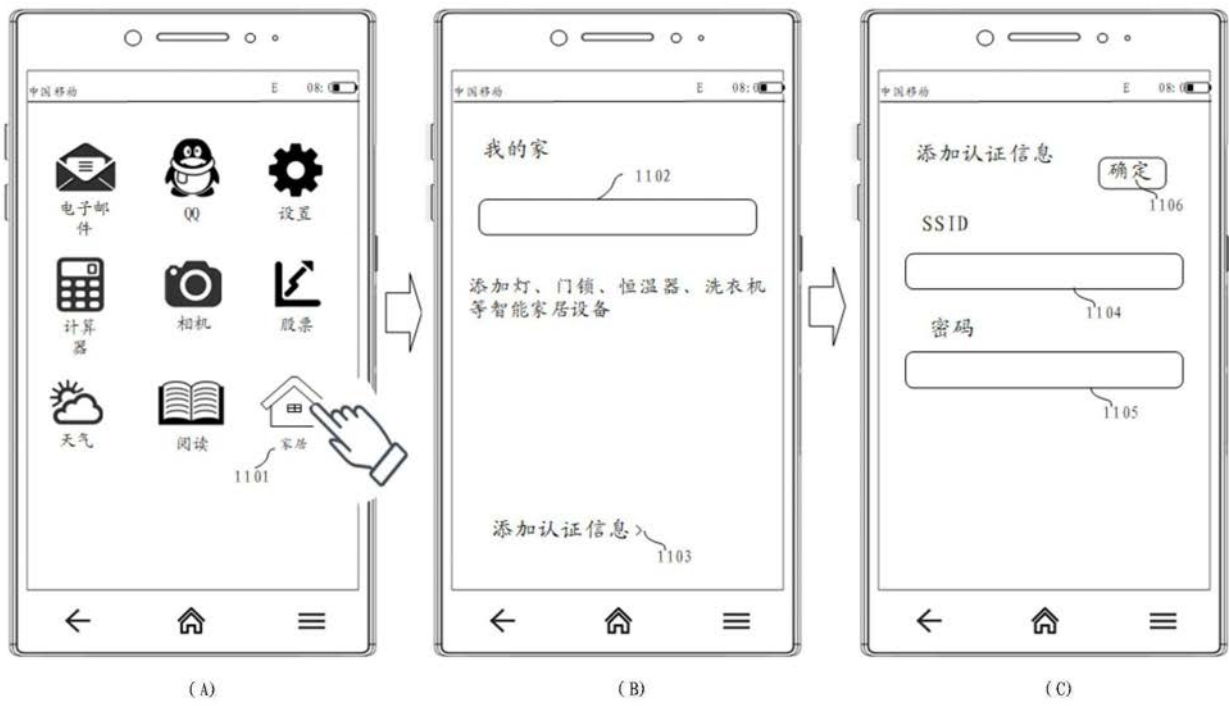 中国移动 E 08:0
电子邮
件
QQ
设置
计算
器
相机
股票
天气
阅读
家居
1101
(A)
中国移动 E 08:0
我的家
1102
添加灯、门锁、恒温器、洗衣机
等智能家居设备
添加认证信息>
1103
(B)
中国移动 E 08:0
添加认证信息
确定
1106
SSID
1104
密码
1105
(C)